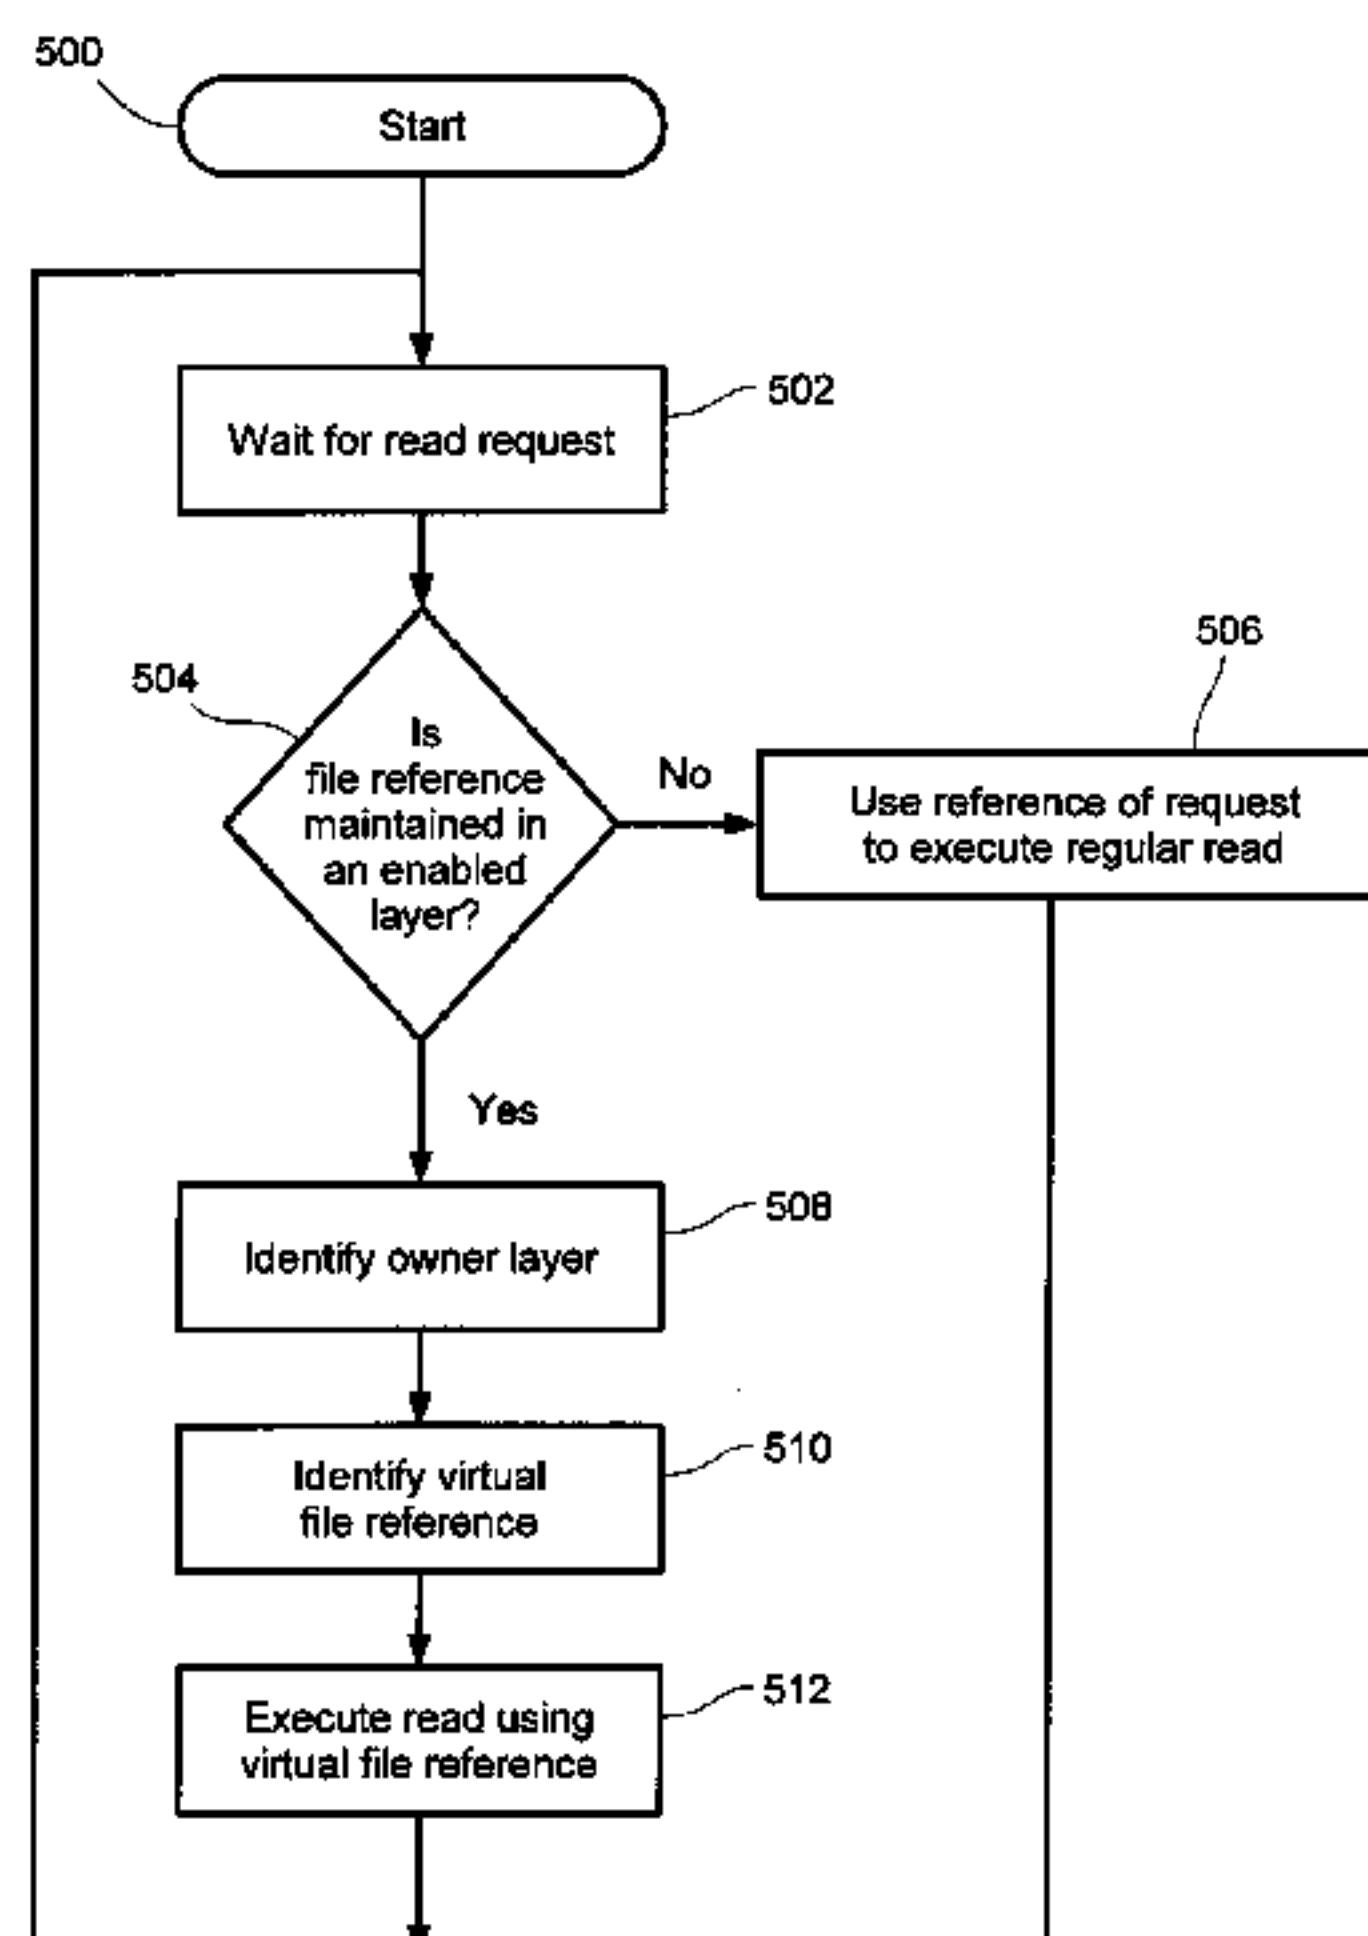 500
Start
Wait for read request
502
504
Is
file reference
maintained in
an enabled
layer?
No
506
Use reference of request
to execute regular read
Yes
Identify owner layer
508
Identify virtual
file reference
510
Execute read using
virtual file reference
512